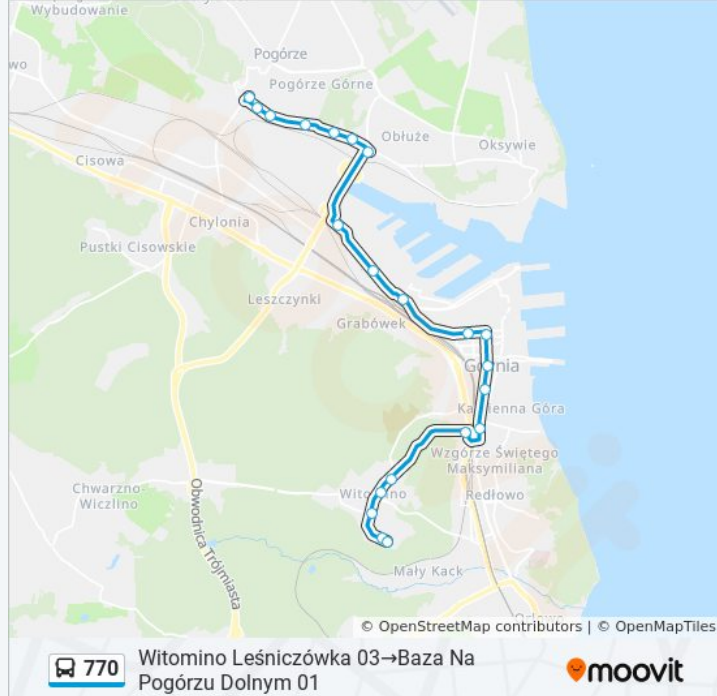 Wybudowanie
Pogórze
wo
Pogórze Górne
Obłuże
Oksywie
Cisowa
Chylonia
Pustki Cisowskie
Leszczynki
Grabówek
Gdynia
Kamienna Góra
Wzgórze Świętego
Maksymiliana
Chwarzno-
Wiczlino
Witomino
Redłowo
Obwodnica Trójmiasta
Mały Kack
Orłowo
© OpenStreetMap contributors | © OpenMapTiles
770
Witomino Leśniczówka 03→Baza Na
Pogórzu Dolnym 01
moovit